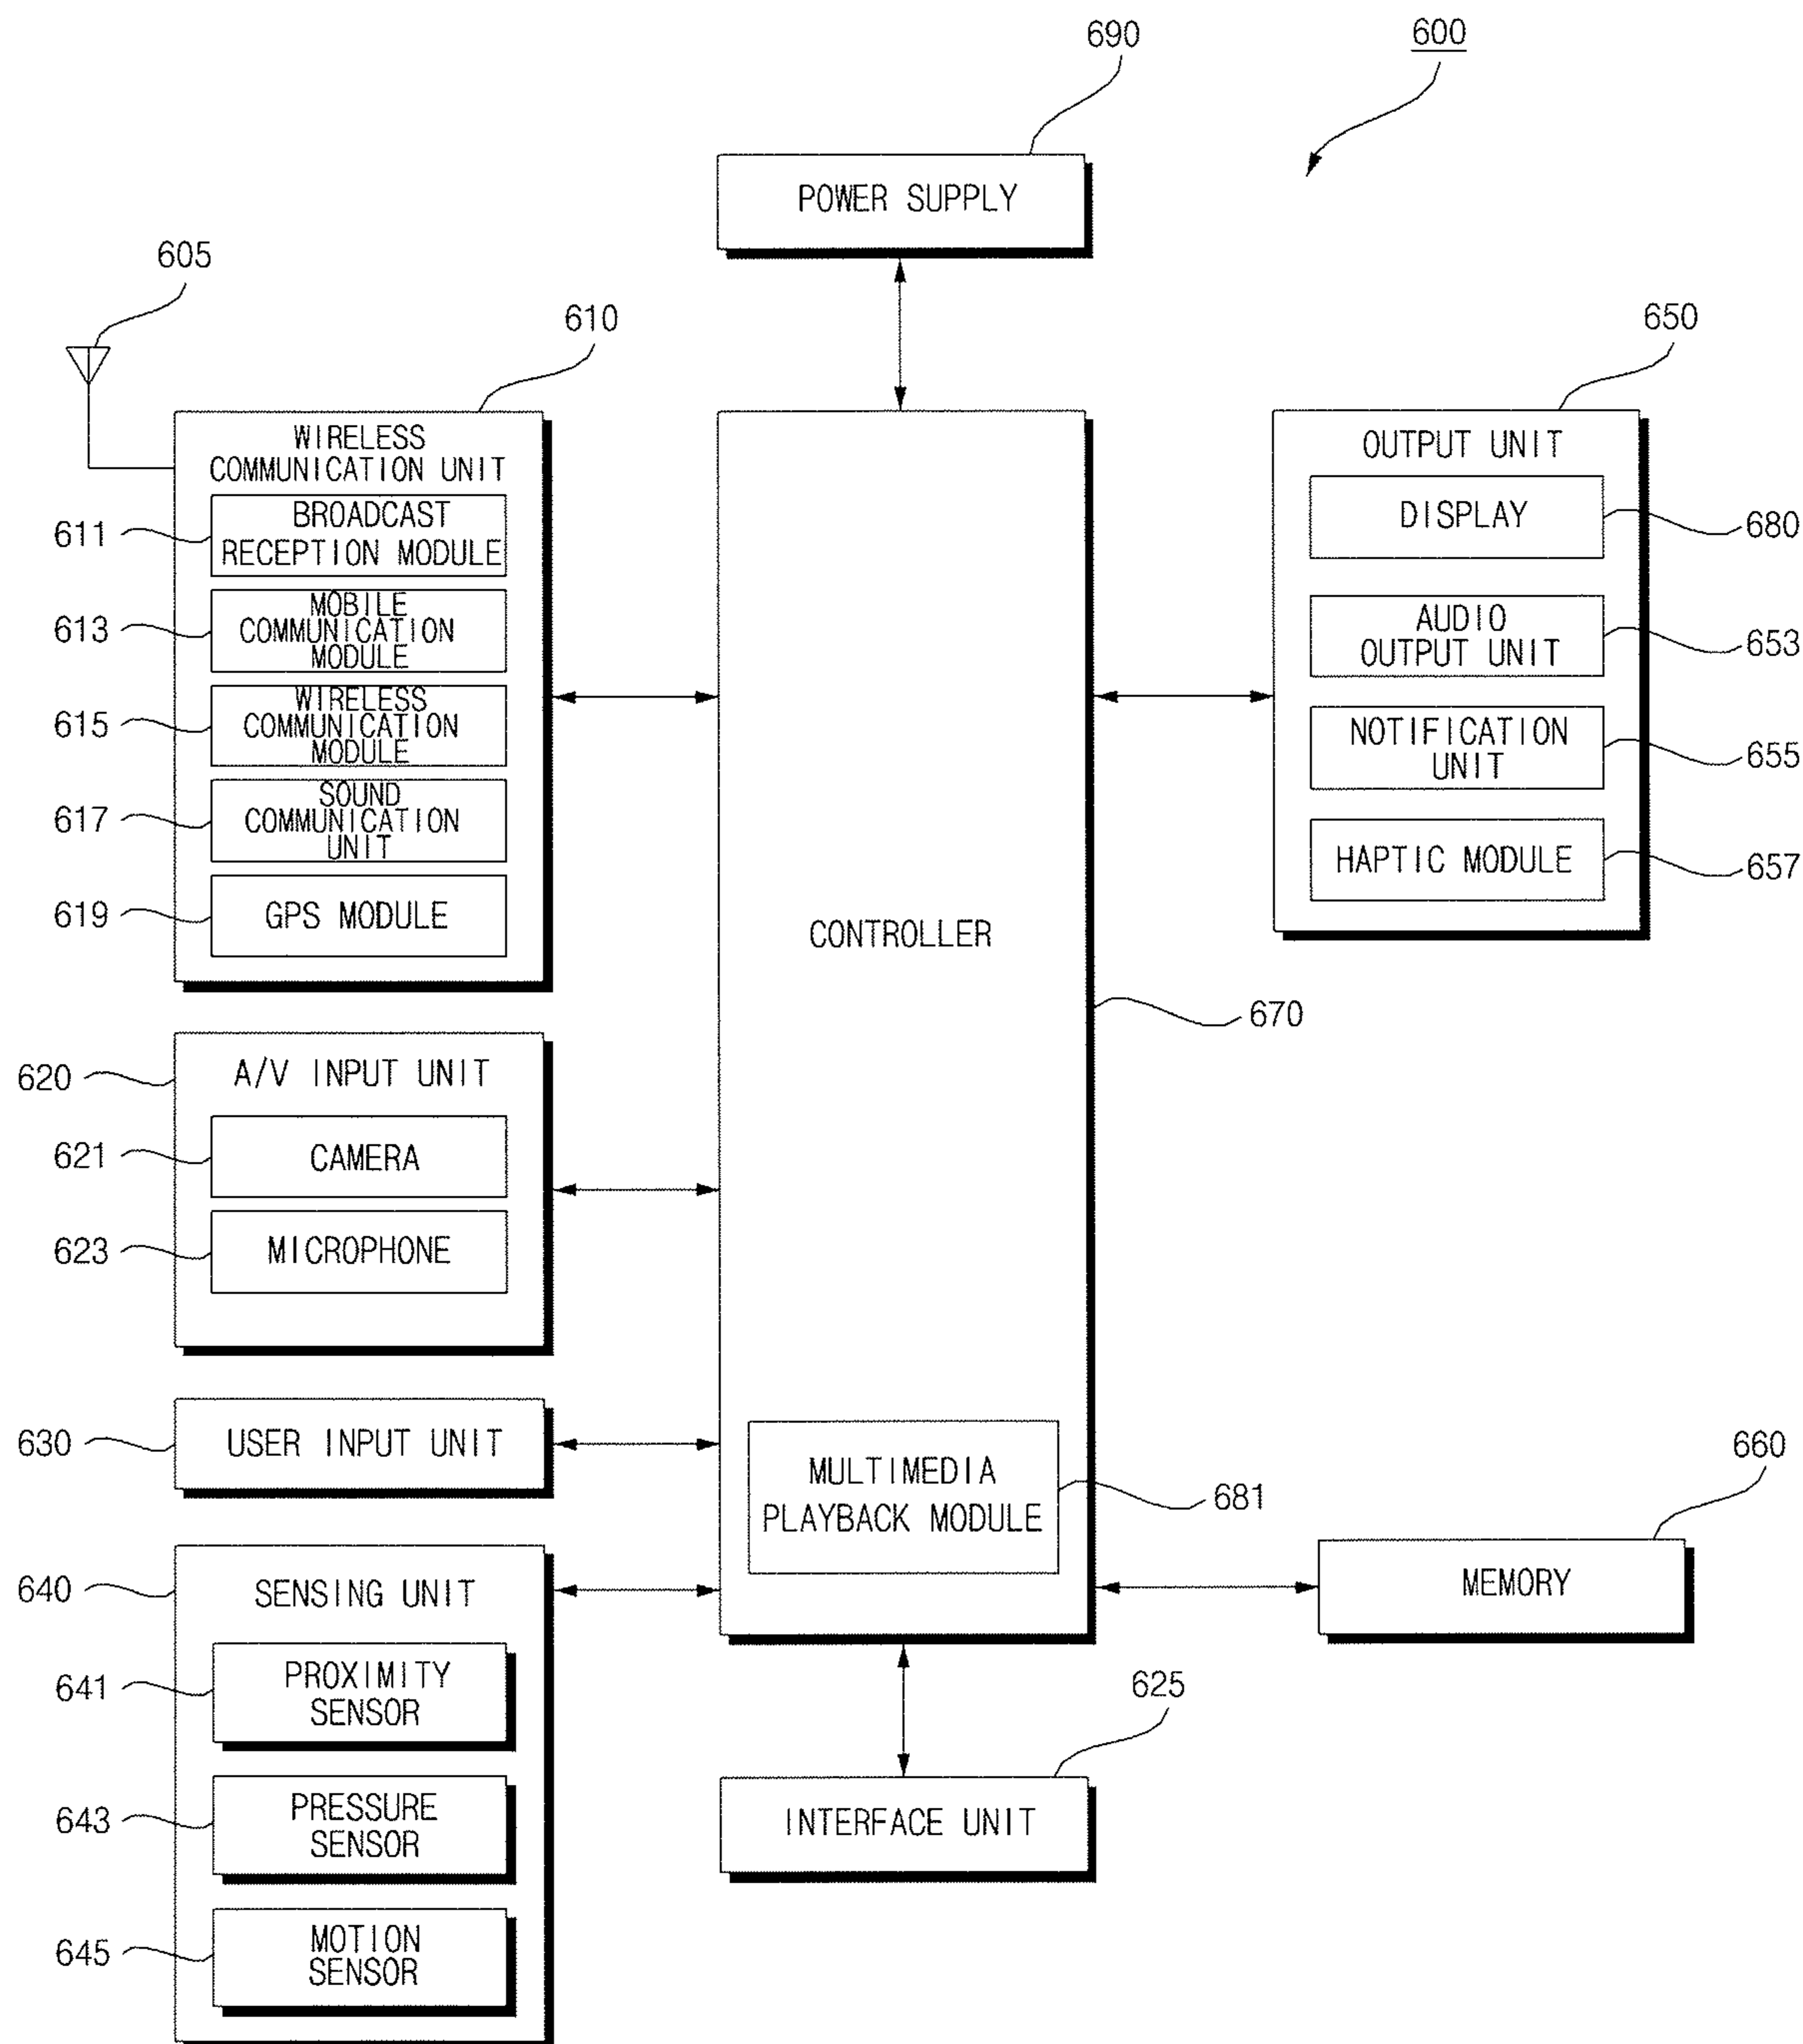 690
600
POWER SUPPLY
605
610
650
WIRELESS
COMMUNICATION UNIT
OUTPUT UNIT
BROADCAST
RECEPTION MODULE
611
DISPLAY
680
MOBILE
COMMUNICATION
MODULE
613
AUDIO
OUTPUT UNIT
653
WIRELESS
COMMUNICATION
MODULE
615
NOTIFICATION
UNIT
655
SOUND
COMMUNICATION
UNIT
617
HAPTIC MODULE
657
619
GPS MODULE
CONTROLLER
670
620
A/V INPUT UNIT
621
CAMERA
623
MICROPHONE
630
USER INPUT UNIT
MULTIMEDIA
PLAYBACK MODULE
681
660
MEMORY
640
SENSING UNIT
641
PROXIMITY
SENSOR
625
INTERFACE UNIT
643
PRESSURE
SENSOR
645
MOTION
SENSOR